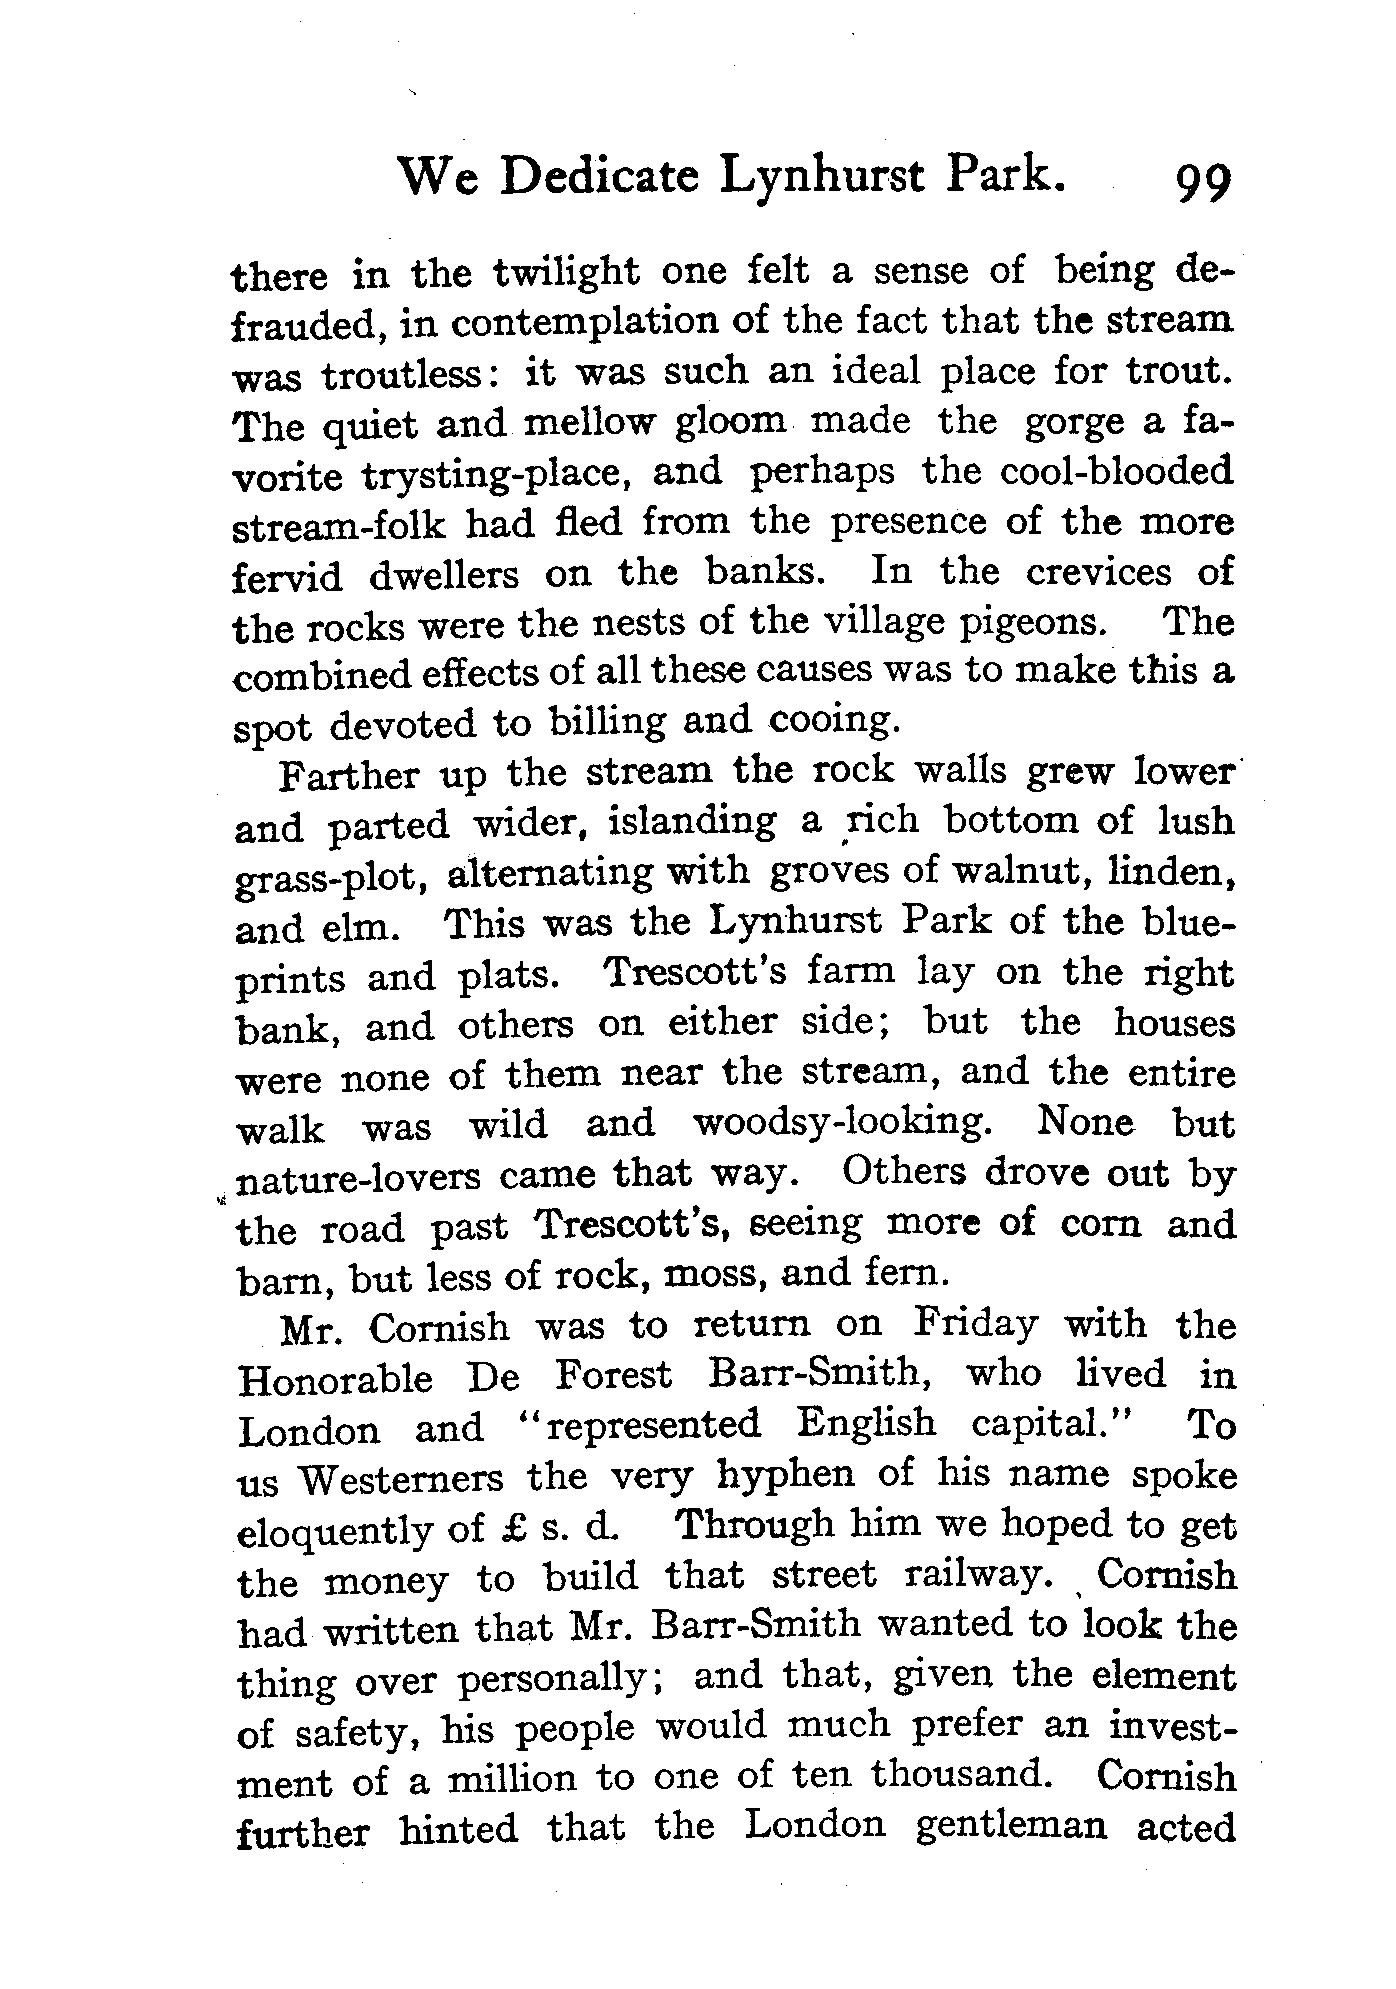 We Dedicate Lynhurst Park. 99
there in the twilight one felt a sense of being de-
frauded, in contemplation of the fact that the stream
was troutless: it was such an ideal place for trout.
The quiet and mellow gloom made the gorge a fa-
vorite trysting-place, and perhaps the cool-blooded
stream-folk had fled from the presence of the more
fervid dwellers on the banks. In the crevices of
the rocks were the nests of the village pigeons. The
combined effects of all these causes was to make this a
spot devoted to billing and cooing.
Farther up the stream the rock walls grew lower
and parted wider, islanding a rich bottom of lush
grass-plot, alternating with groves of walnut, linden,
and elm. This was the Lynhurst Park of the blue-
prints and plats. Trescott's farm lay on the right
bank, and others on either side; but the houses
were none of them near the stream, and the entire
walk was wild and woodsy-looking. None but
nature-lovers came that way. Others drove out by
the road past Trescott's, seeing more of corn and
barn, but less of rock, moss, and fern.
Mr. Cornish was to return on Friday with the
Honorable De Forest Barr-Smith, who lived in
London and "represented English capital." To
us Westerners the very hyphen of his name spoke
eloquently of £ s. d. Through him we hoped to get
the money to build that street railway. Cornish
had written that Mr. Barr-Smith wanted to look the
thing over personally; and that, given the element
of safety, his people would much prefer an invest-
ment of a million to one of ten thousand. Cornish
further hinted that the London gentleman acted